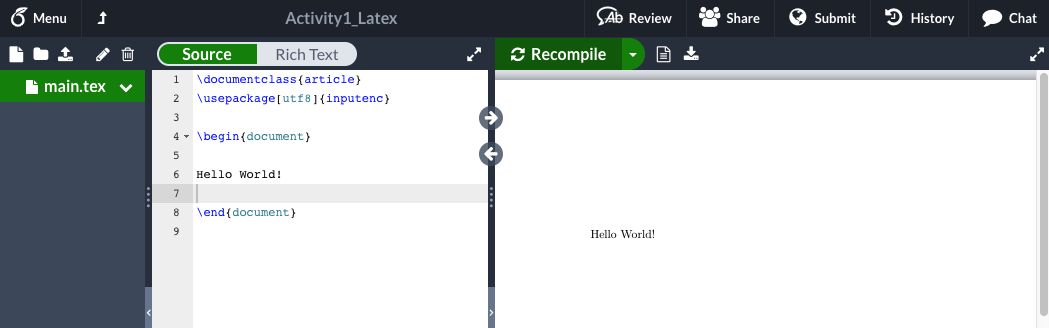 Menu Activity1_Latex Review Share Submit History Chat
Source Rich Text Recompile
main.tex
1 \documentclass{article}
2 \usepackage[utf8]{inputenc}
3
4 \begin{document}
5
6 Hello World!
7
8 \end{document}
9
Hello World!